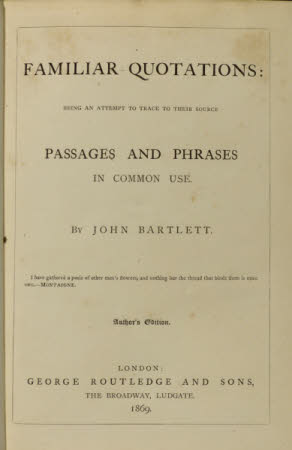 FAMILIAR QUOTATIONS:
BEING AN ATTEMPT TO TRACE TO THEIR SOURCE
PASSAGES AND PHRASES
IN COMMON USE.
BY JOHN BARTLETT.
I have gathered a posie of other men's flowers, and nothing but the thread that binds them is mine
own.—MONTAIGNE.
Author's Edition.
LONDON:
GEORGE ROUTLEDGE AND SONS,
THE BROADWAY, LUDGATE.
1869.